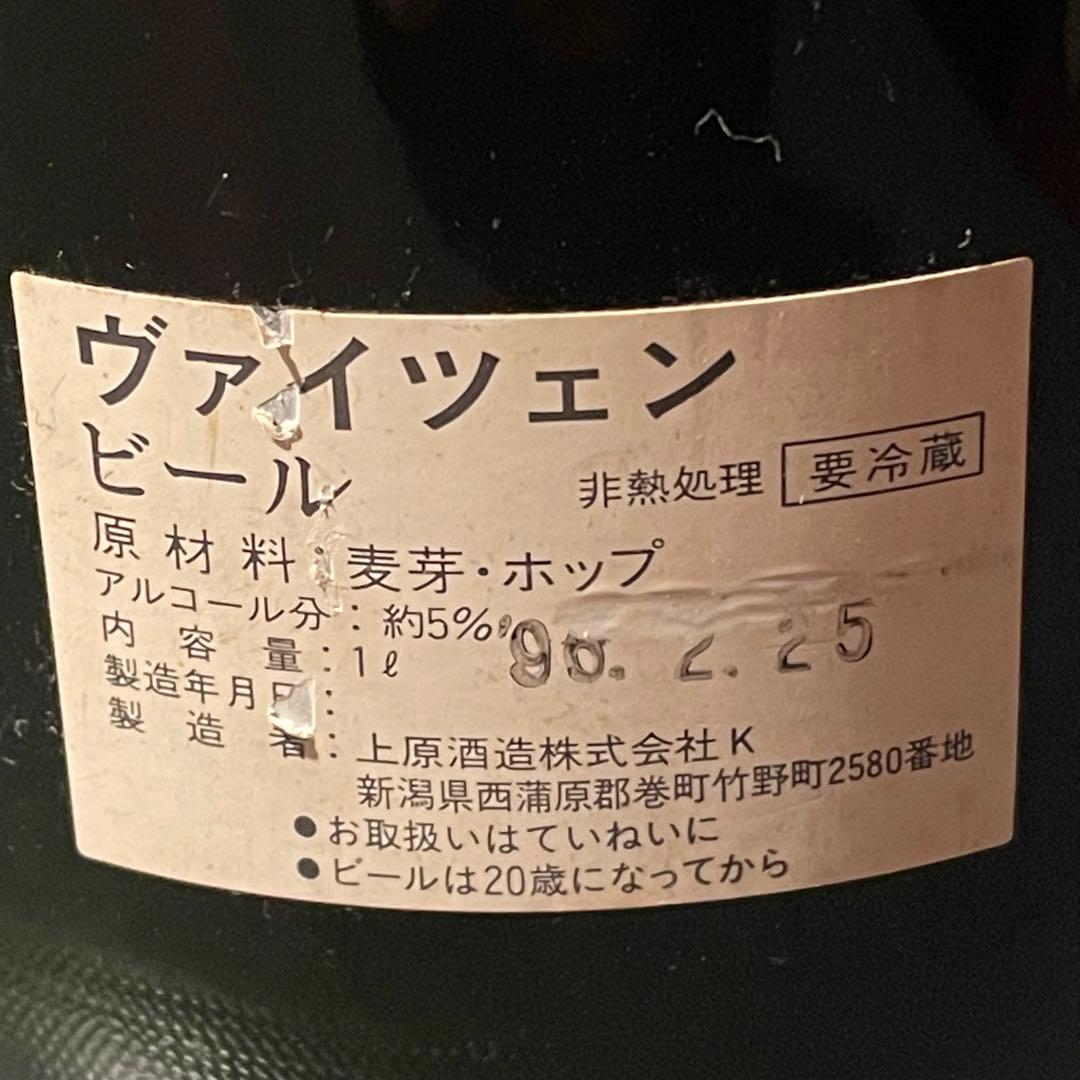 ヴァイツェン
ビール
非熱処理 要冷蔵
原材料：麦芽・ホップ
アルコール分：約5%
内容量：1ℓ
製造年月日：
96. 2. 25
製造者：上原酒造株式会社 K
新潟県西蒲原郡巻町竹野町2580番地
●お取扱いはていねいに
●ビールは20歳になってから